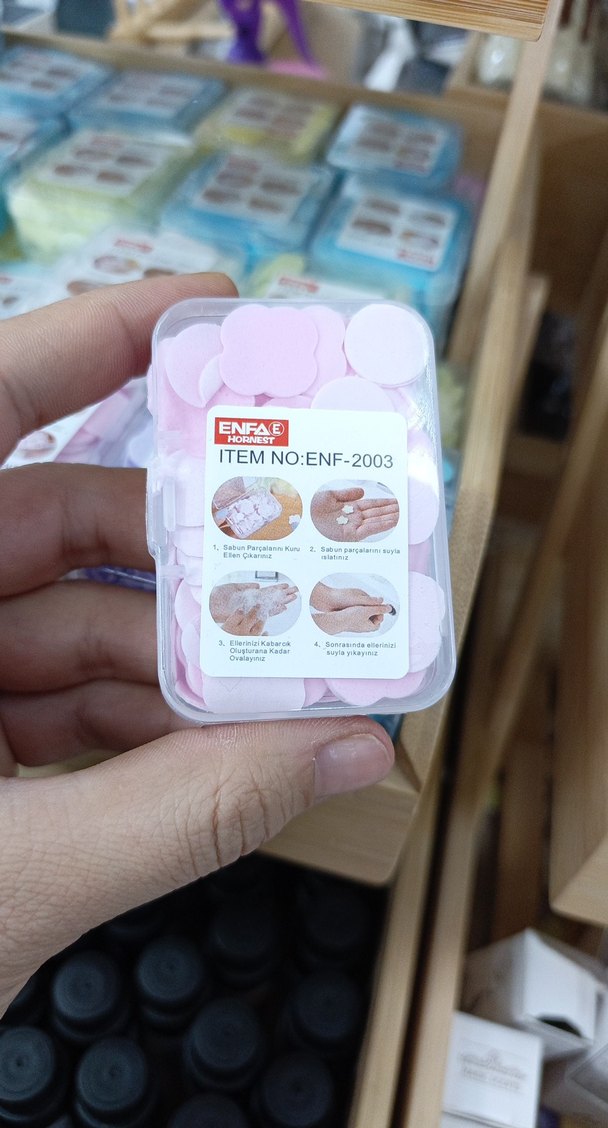 ENFA E
HORNEST
ITEM NO:ENF-2003
1、Sabun Parçalarını Kuru
Ellen Çıkarınız
2、Sabun parçalarını suyla
ıslatınız
3、Ellerinizi Kabarcık
Oluşturana Kadar
Ovalayınız
4、Sonrasında ellerinizi
suyla yıkayınız